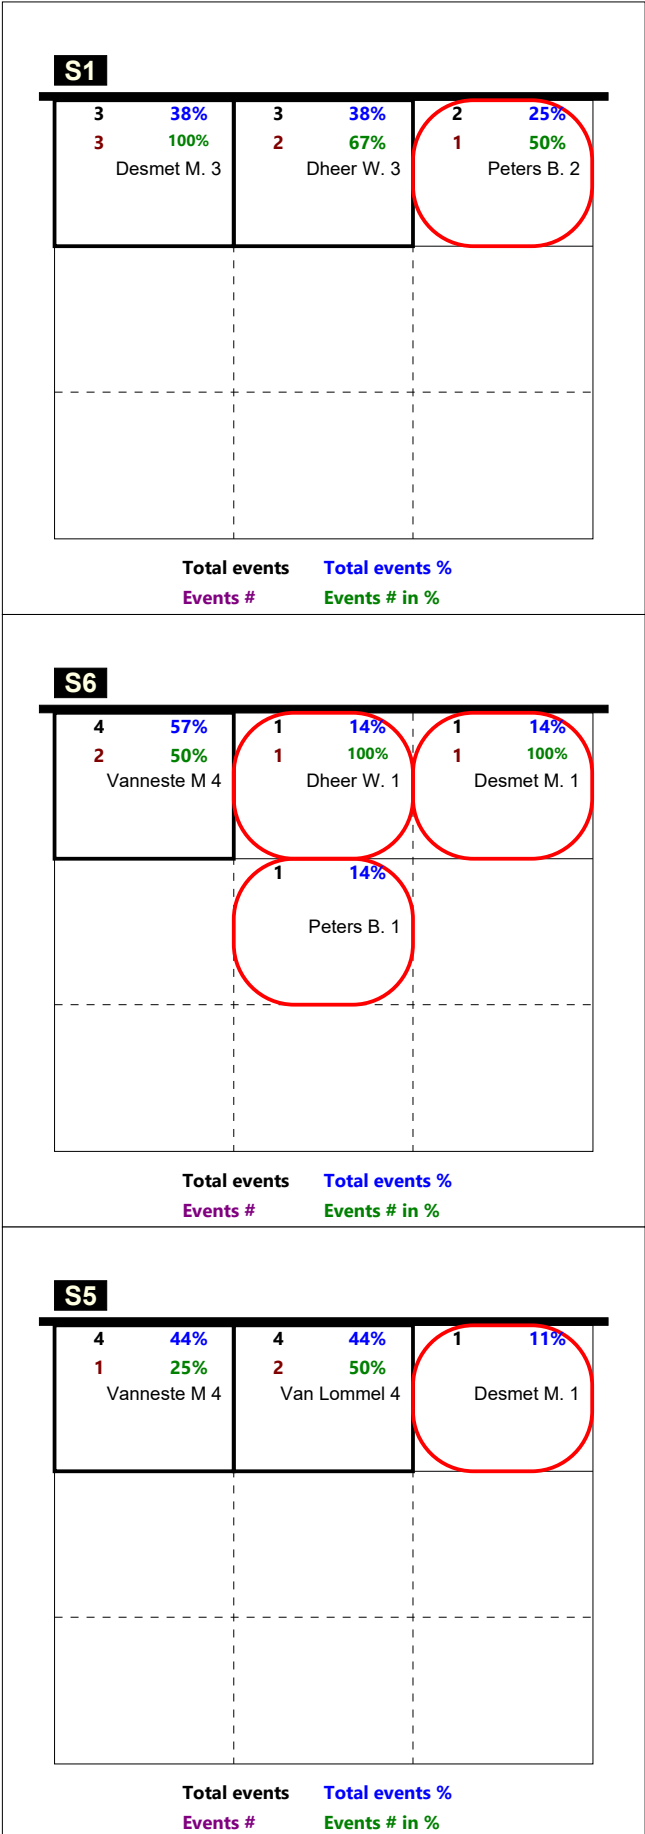 S1
3 38% 3 38% 2 25%
3 100% 2 67% 1 50%
Desmet M. 3 Dheer W. 3 Peters B. 2
Total events Total events %
Events # Events # in %
S6
4 57% 1 14% 1 14%
2 50% 1 100% 1 100%
Vanneste M 4 Dheer W. 1 Desmet M. 1
1 14%
Peters B. 1
Total events Total events %
Events # Events # in %
S5
4 44% 4 44% 1 11%
1 25% 2 50%
Vanneste M 4 Van Lommel 4 Desmet M. 1
Total events Total events %
Events # Events # in %